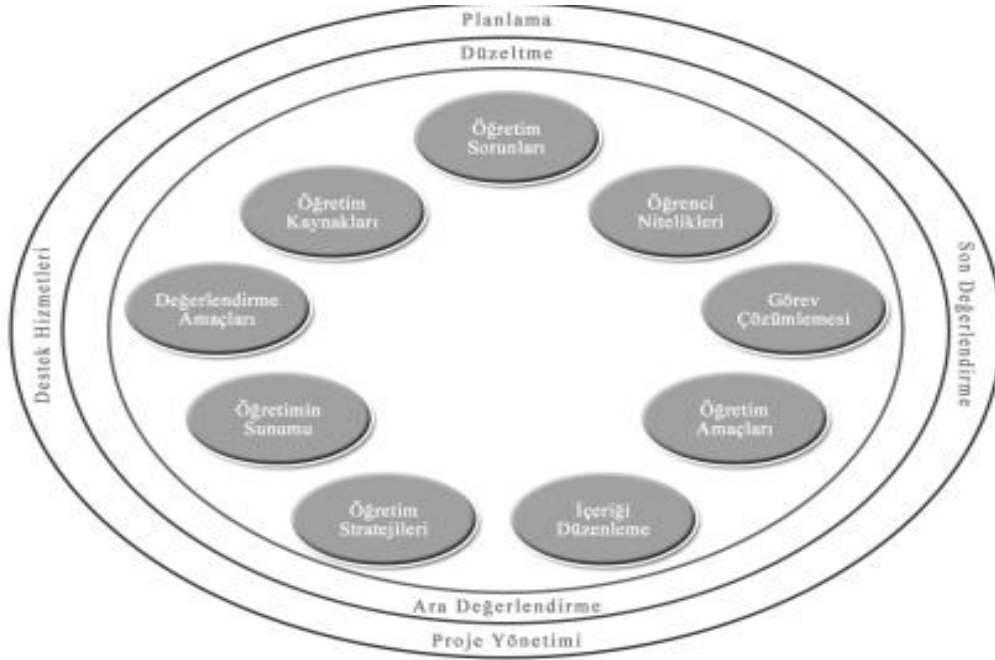 Planlama
Düzeltme
Öğretim
Sorunları
Öğretim
Kaynakları
Öğrenci
Nitelikleri
Destek Hizmetleri
Son Değerlendirme
Değerlendirme
Amaçları
Görev
Çözümlemesi
Öğretimin
Sunumu
Öğretim
Amaçları
Öğretim
Stratejileri
İçeriği
Düzenleme
Ara Değerlendirme
Proje Yönetimi